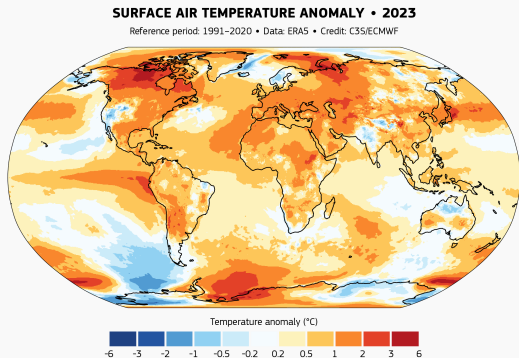 SURFACE AIR TEMPERATURE ANOMALY • 2023
Reference period: 1991–2020 • Data: ERA5 • Credit: C3S/ECMWF
Temperature anomaly (°C)
-6 -3 -2 -1 -0.5 -0.2 0.2 0.5 1 2 3 6